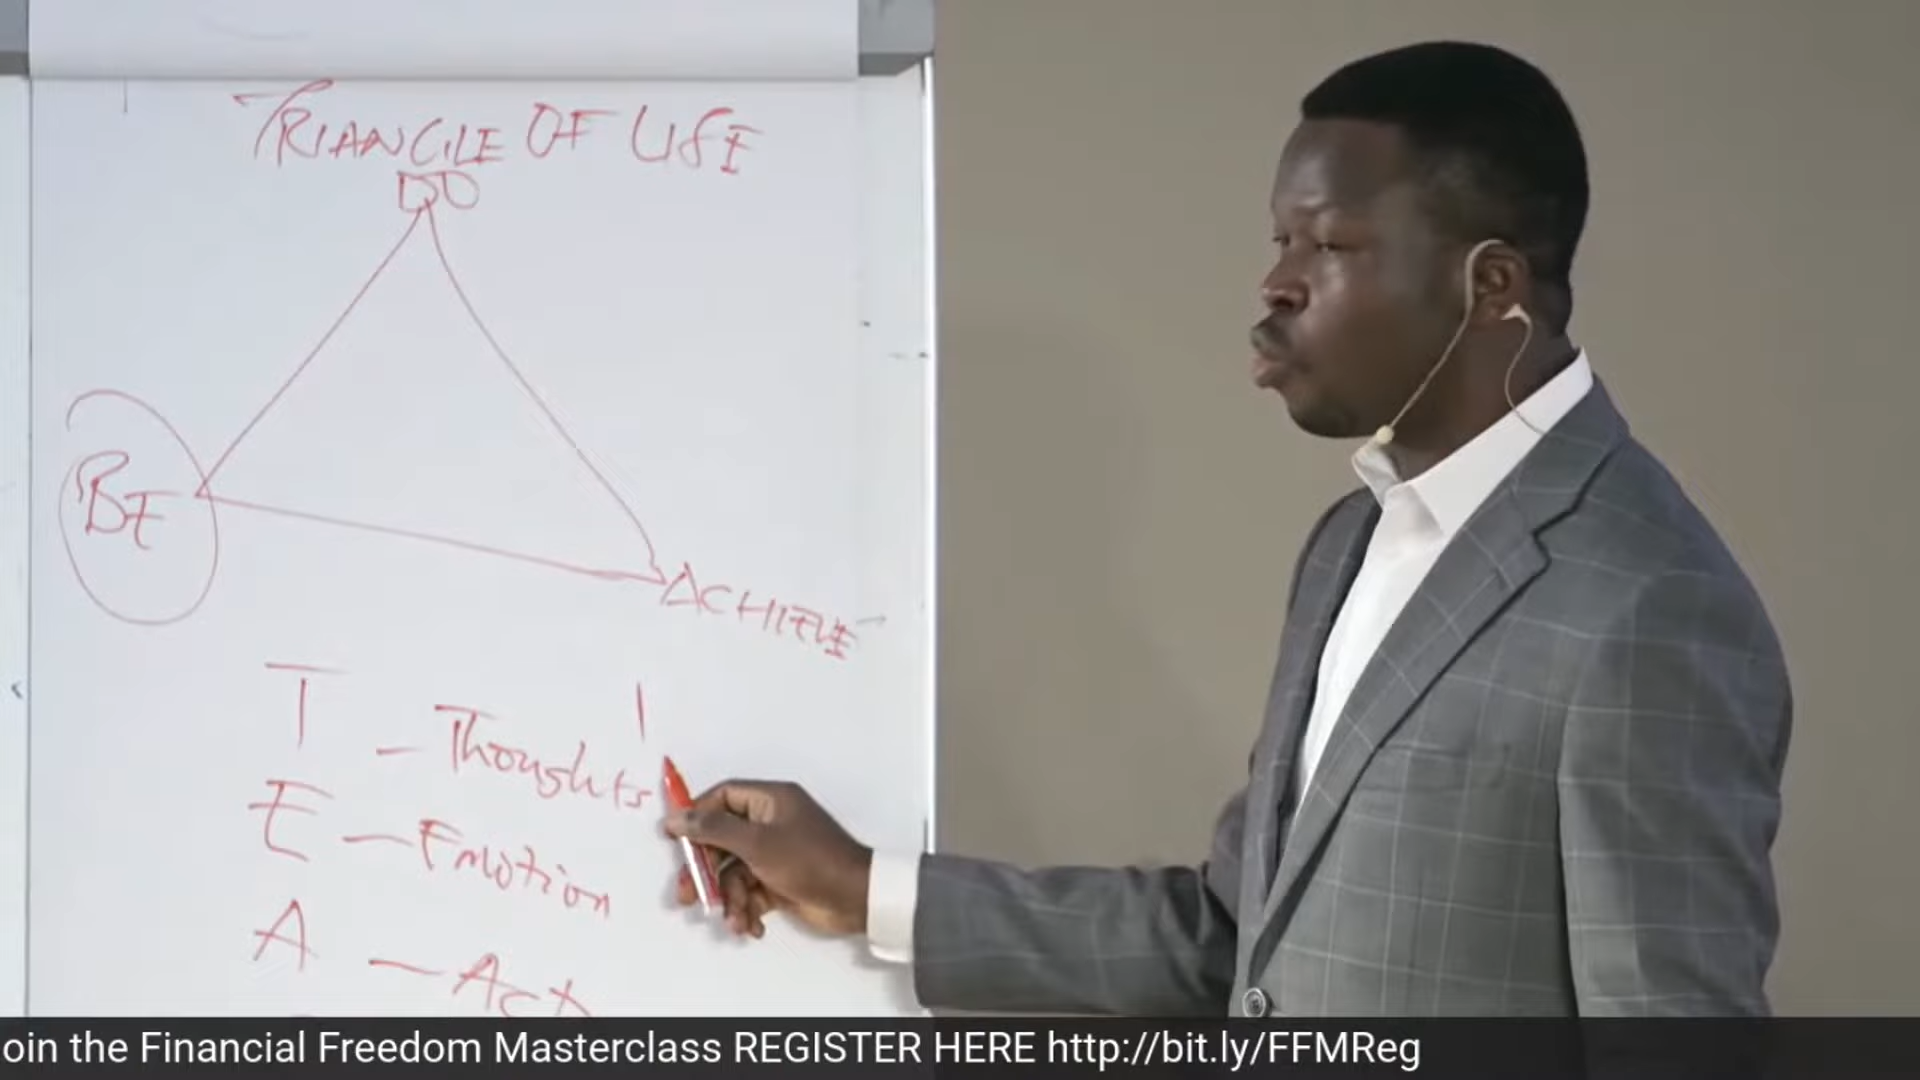 TRIANGLE OF LIFE
DO
BE
ACHIEVE
T - Thoughts
E - Emotion
A - Act
oin the Financial Freedom Masterclass REGISTER HERE http://bit.ly/FFMReg